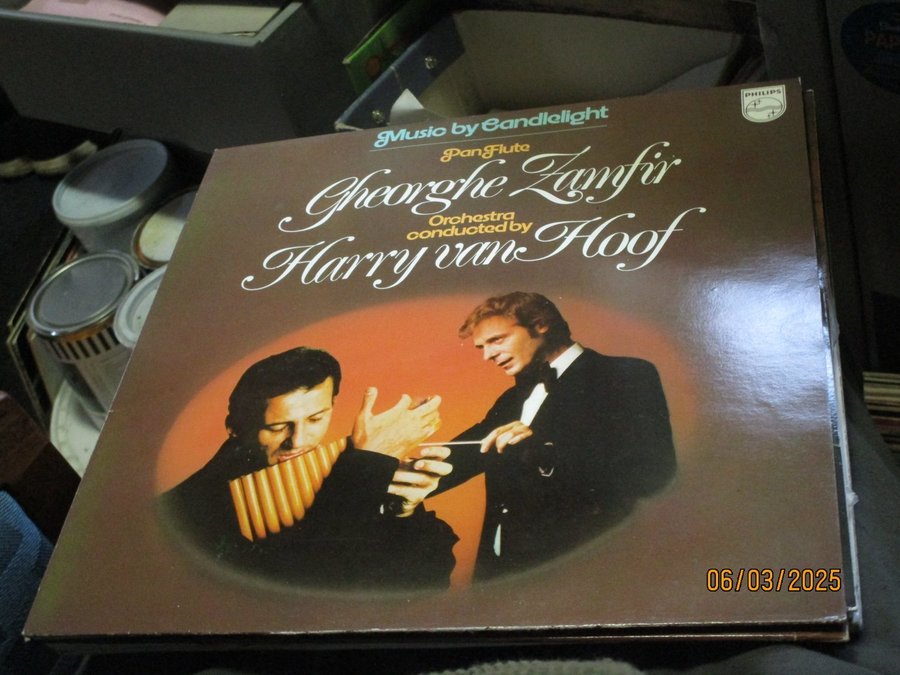 PHILIPS
Music by Candlelight
Pan Flute
Gheorghe Zamfir
Orchestra
conducted by
Harry van Hoof
06/03/2025